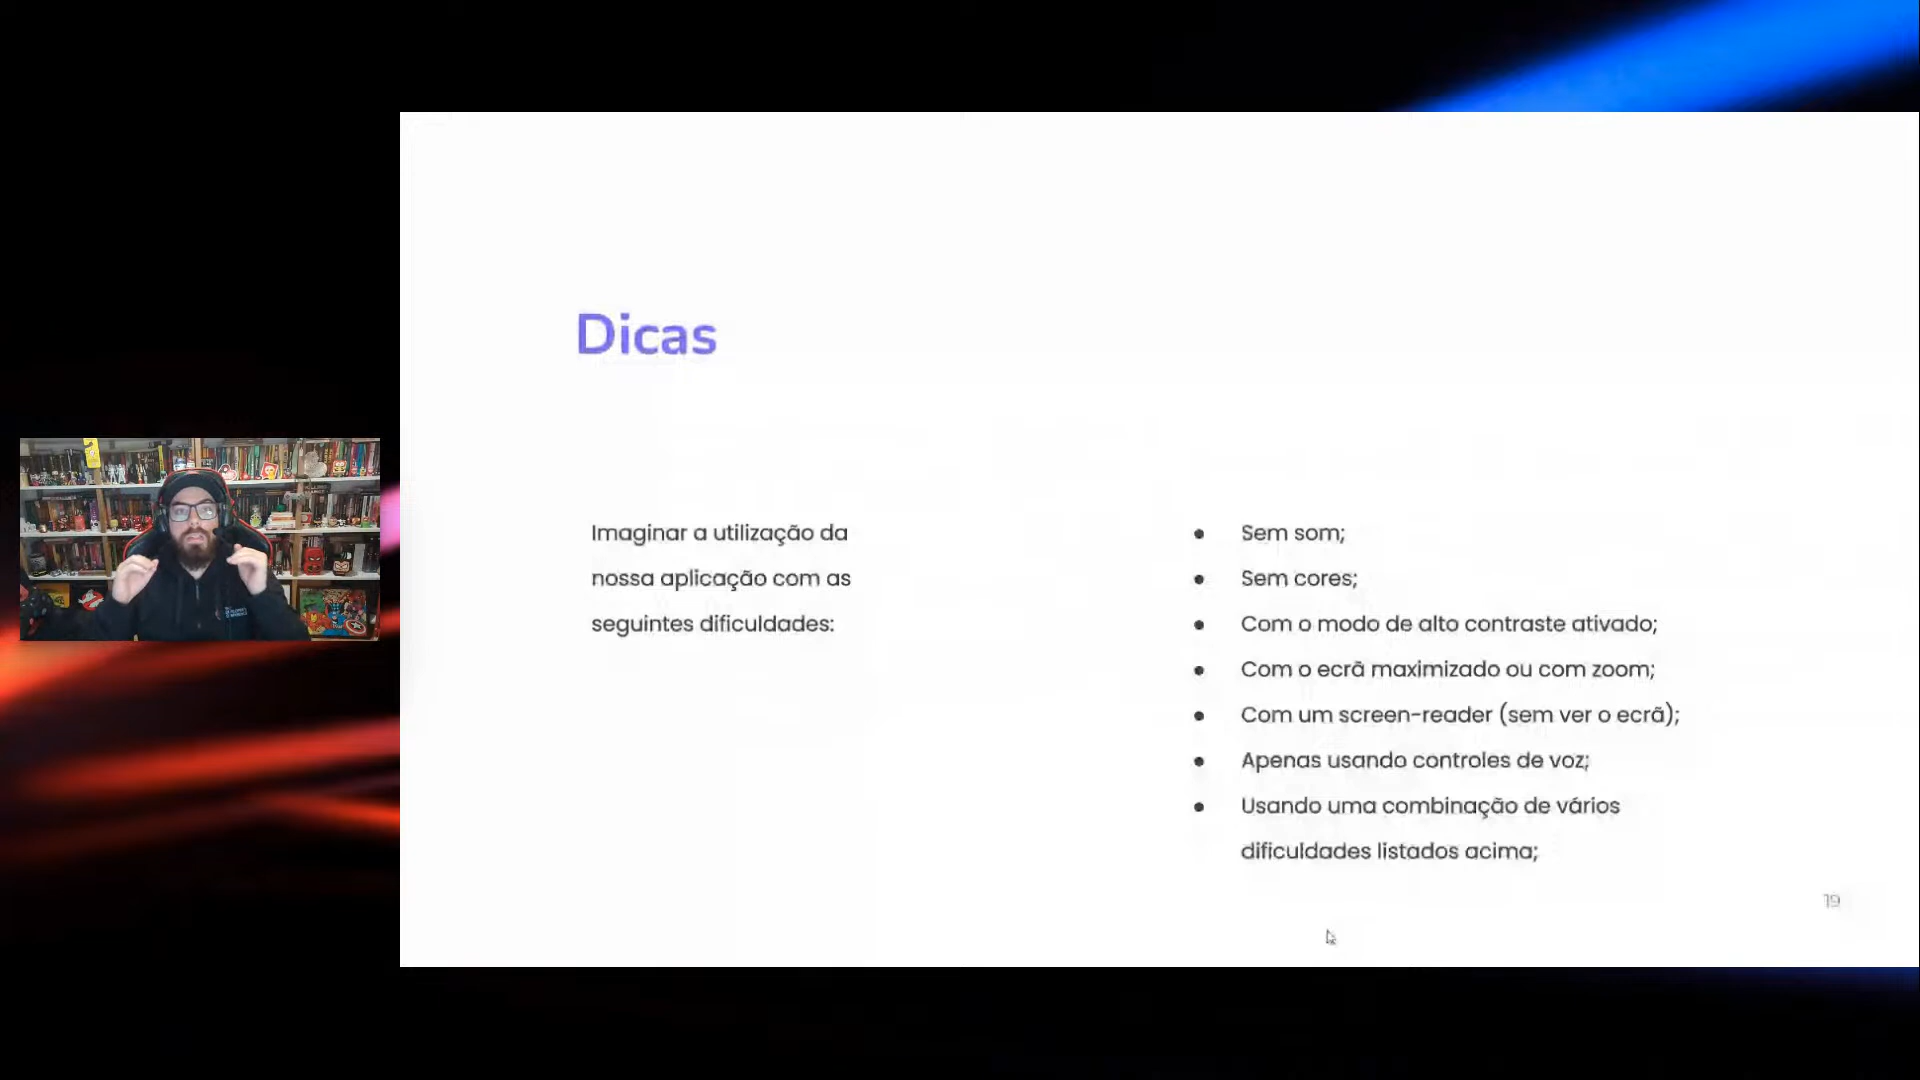 Dicas
Imaginar a utilização da
nossa aplicação com as
seguintes dificuldades:
● Sem som;
● Sem cores;
● Com o modo de alto contraste ativado;
● Com o ecrã maximizado ou com zoom;
● Com um screen-reader (sem ver o ecrã);
● Apenas usando controles de voz;
● Usando uma combinação de vários
dificuldades listados acima;
19